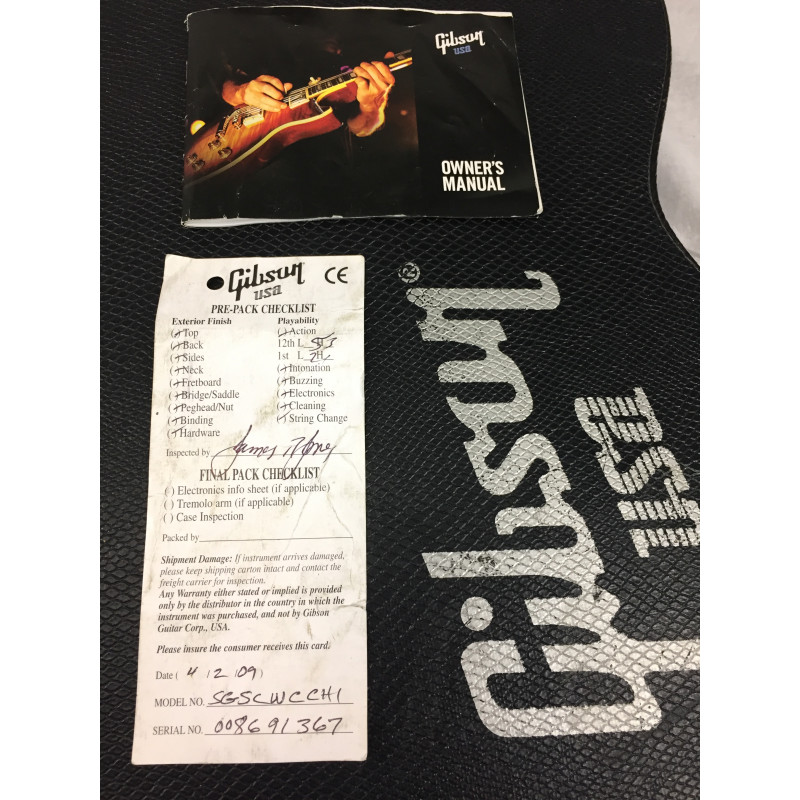 Gibson
USA
OWNER'S
MANUAL
Gibson CE
USA
PRE-PACK CHECKLIST
Exterior Finish Playability
(✓) Top ( ) Action
(✓) Back 12th L 5 H 3
(✓) Sides 1st L 2 H
(✓) Neck (✓) Intonation
(✓) Fretboard (✓) Buzzing
(✓) Bridge/Saddle (✓) Electronics
(✓) Peghead/Nut (✓) Cleaning
(✓) Binding (✓) String Change
(✓) Hardware
Inspected by James
FINAL PACK CHECKLIST
( ) Electronics info sheet (if applicable)
( ) Tremolo arm (if applicable)
( ) Case Inspection
Packed by
Shipment Damage: If instrument arrives damaged,
please keep shipping carton intact and contact the
freight carrier for inspection.
Any Warranty either stated or implied is provided
only by the distributor in the country in which the
instrument was purchased, and not by Gibson
Guitar Corp., USA.
Please insure the consumer receives this card.
Date ( 4 / 2 / 09 )
MODEL NO. SGSCWCCH1
SERIAL NO. 008691367
Gibson ®
USA